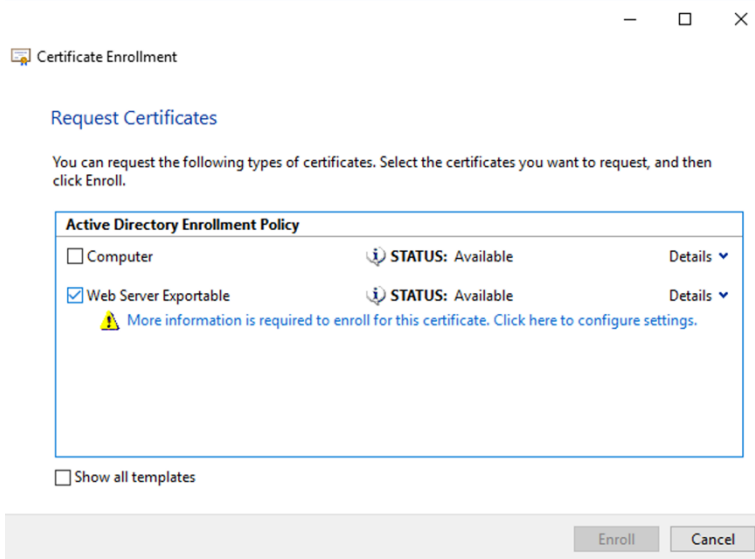 Certificate Enrollment
Request Certificates
You can request the following types of certificates. Select the certificates you want to request, and then
click Enroll.
Active Directory Enrollment Policy
Computer STATUS: Available Details
Web Server Exportable STATUS: Available Details
More information is required to enroll for this certificate. Click here to configure settings.
Show all templates
Enroll Cancel